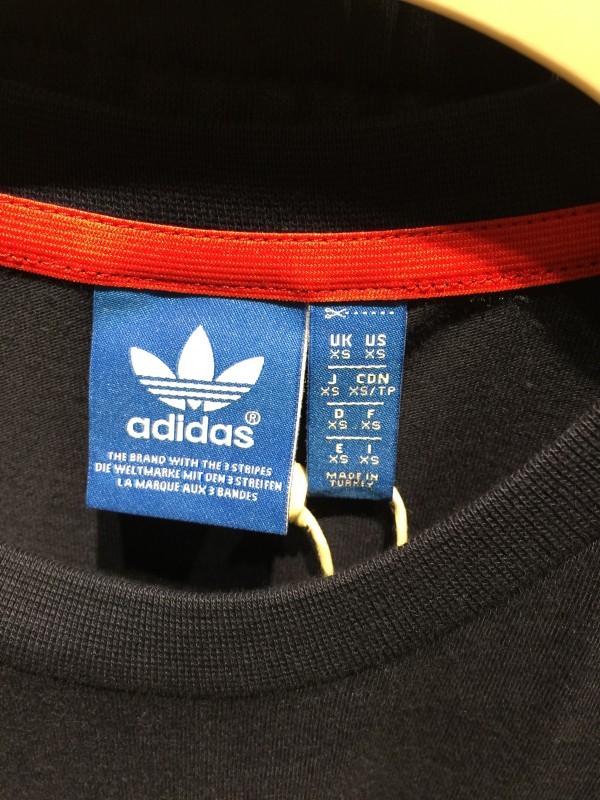 adidas®
THE BRAND WITH THE 3 STRIPES
DIE WELTMARKE MIT DEN 3 STREIFEN
LA MARQUE AUX 3 BANDES
UK US
XS XS
J CDN
XS XS/TP
D F
XS XS
E I
XS XS
MADE IN
TURKEY